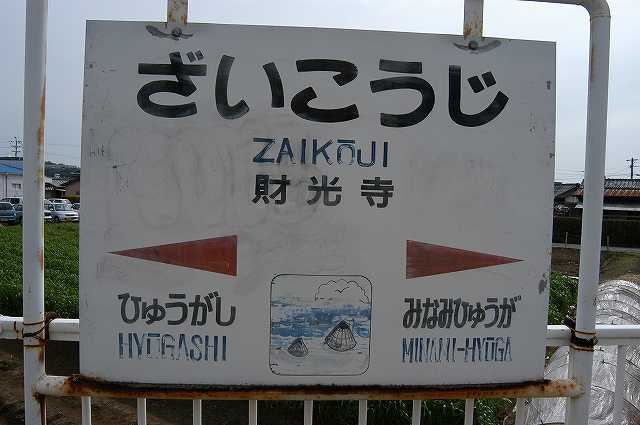 ざいこうじ
ZAIKŌJI
財光寺
ひゅうがし
HYŪGASHI
みなみひゅうが
MINAMI-HYŪGA